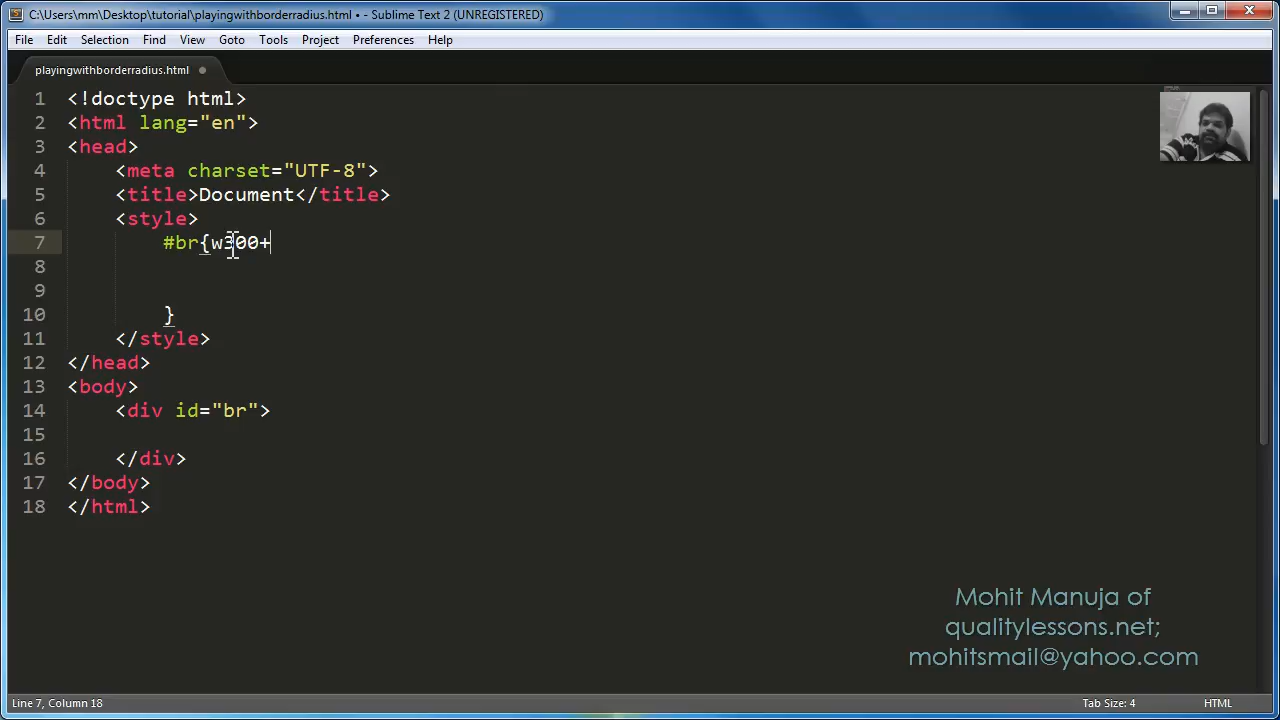 C:\Users\mm\Desktop\tutorial\playingwithborderradius.html • - Sublime Text 2 (UNREGISTERED)
File Edit Selection Find View Goto Tools Project Preferences Help
playingwithborderradius.html
1 <!doctype html>
2 <html lang="en">
3 <head>
4 <meta charset="UTF-8">
5 <title>Document</title>
6 <style>
7 #br{w300+
8
9
10 }
11 </style>
12 </head>
13 <body>
14 <div id="br">
15
16 </div>
17 </body>
18 </html>
Mohit Manuja of
qualitylessons.net;
mohitsmail@yahoo.com
Line 7, Column 18 Tab Size: 4 HTML